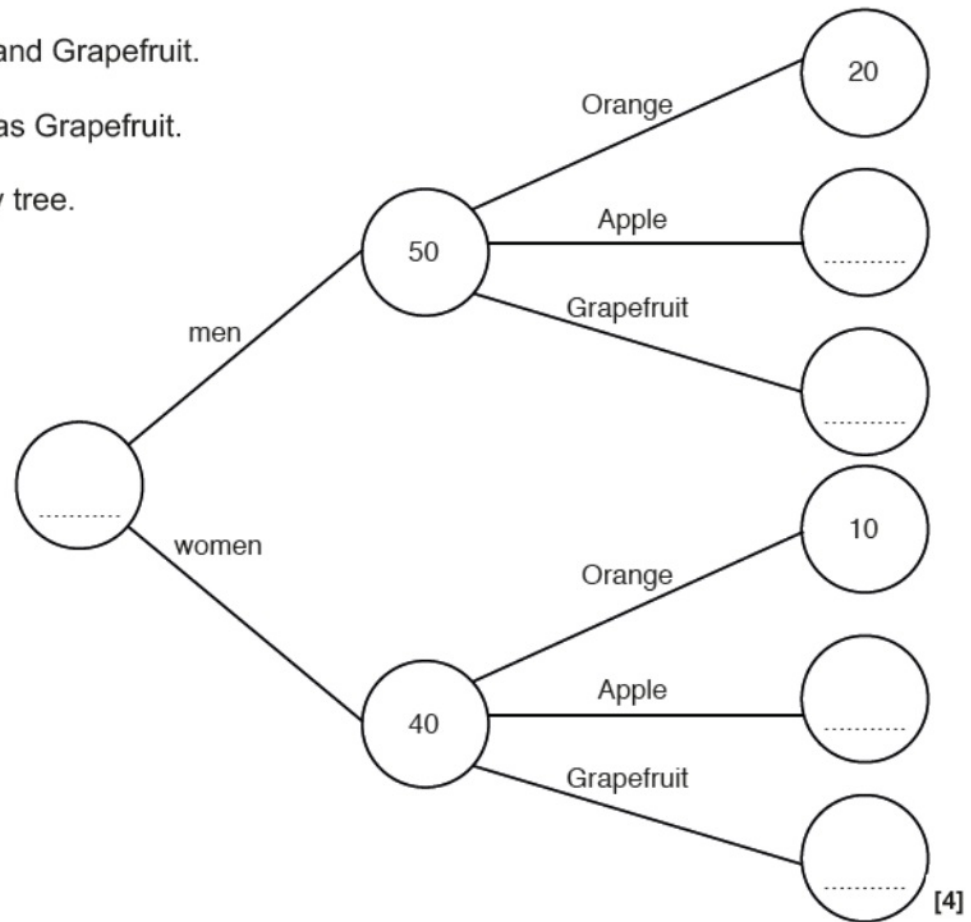 and Grapefruit.
as Grapefruit.
tree.
20
Orange
Apple
50
Grapefruit
men
women
10
Orange
Apple
40
Grapefruit
[4]